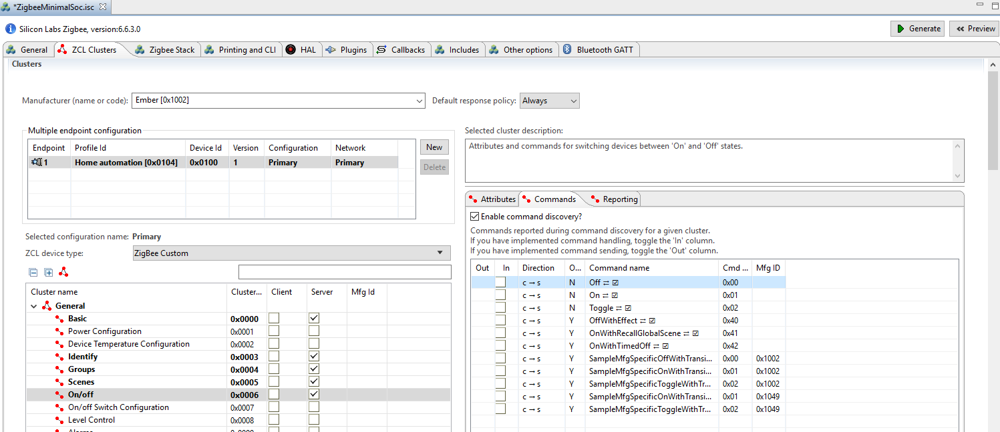 *ZigbeeMinimalSoc.isc
Silicon Labs Zigbee, version:6.6.3.0
Generate
Preview
General
ZCL Clusters
Zigbee Stack
Printing and CLI
HAL
Plugins
Callbacks
Includes
Other options
Bluetooth GATT
Clusters
Manufacturer (name or code): Ember [0x1002]
Default response policy: Always
Multiple endpoint configuration
Endpoint Profile Id Device Id Version Configuration Network
1 Home automation [0x0104] 0x0100 1 Primary Primary
New
Delete
Selected configuration name: Primary
ZCL device type: ZigBee Custom
Cluster name Cluster... Client Server Mfg Id
General
Basic 0x0000
Power Configuration 0x0001
Device Temperature Configuration 0x0002
Identify 0x0003
Groups 0x0004
Scenes 0x0005
On/off 0x0006
On/off Switch Configuration 0x0007
Level Control 0x0008
Selected cluster description:
Attributes and commands for switching devices between 'On' and 'Off' states.
Attributes
Commands
Reporting
Enable command discovery?
Commands reported during command discovery for a given cluster.
If you have implemented command handling, toggle the 'In' column.
If you have implemented command sending, toggle the 'Out' column.
Out In Direction O... Command name Cmd ... Mfg ID
c → s N Off ⇄ ☑ 0x00
c → s N On ⇄ ☑ 0x01
c → s N Toggle ⇄ ☑ 0x02
c → s Y OffWithEffect ⇄ ☑ 0x40
c → s Y OnWithRecallGlobalScene ⇄ ☑ 0x41
c → s Y OnWithTimedOff ⇄ ☑ 0x42
c → s Y SampleMfgSpecificOffWithTransi... 0x00 0x1002
c → s Y SampleMfgSpecificOnWithTransi... 0x01 0x1002
c → s Y SampleMfgSpecificToggleWithTr... 0x02 0x1002
c → s Y SampleMfgSpecificOnWithTransi... 0x01 0x1049
c → s Y SampleMfgSpecificToggleWithTr... 0x02 0x1049